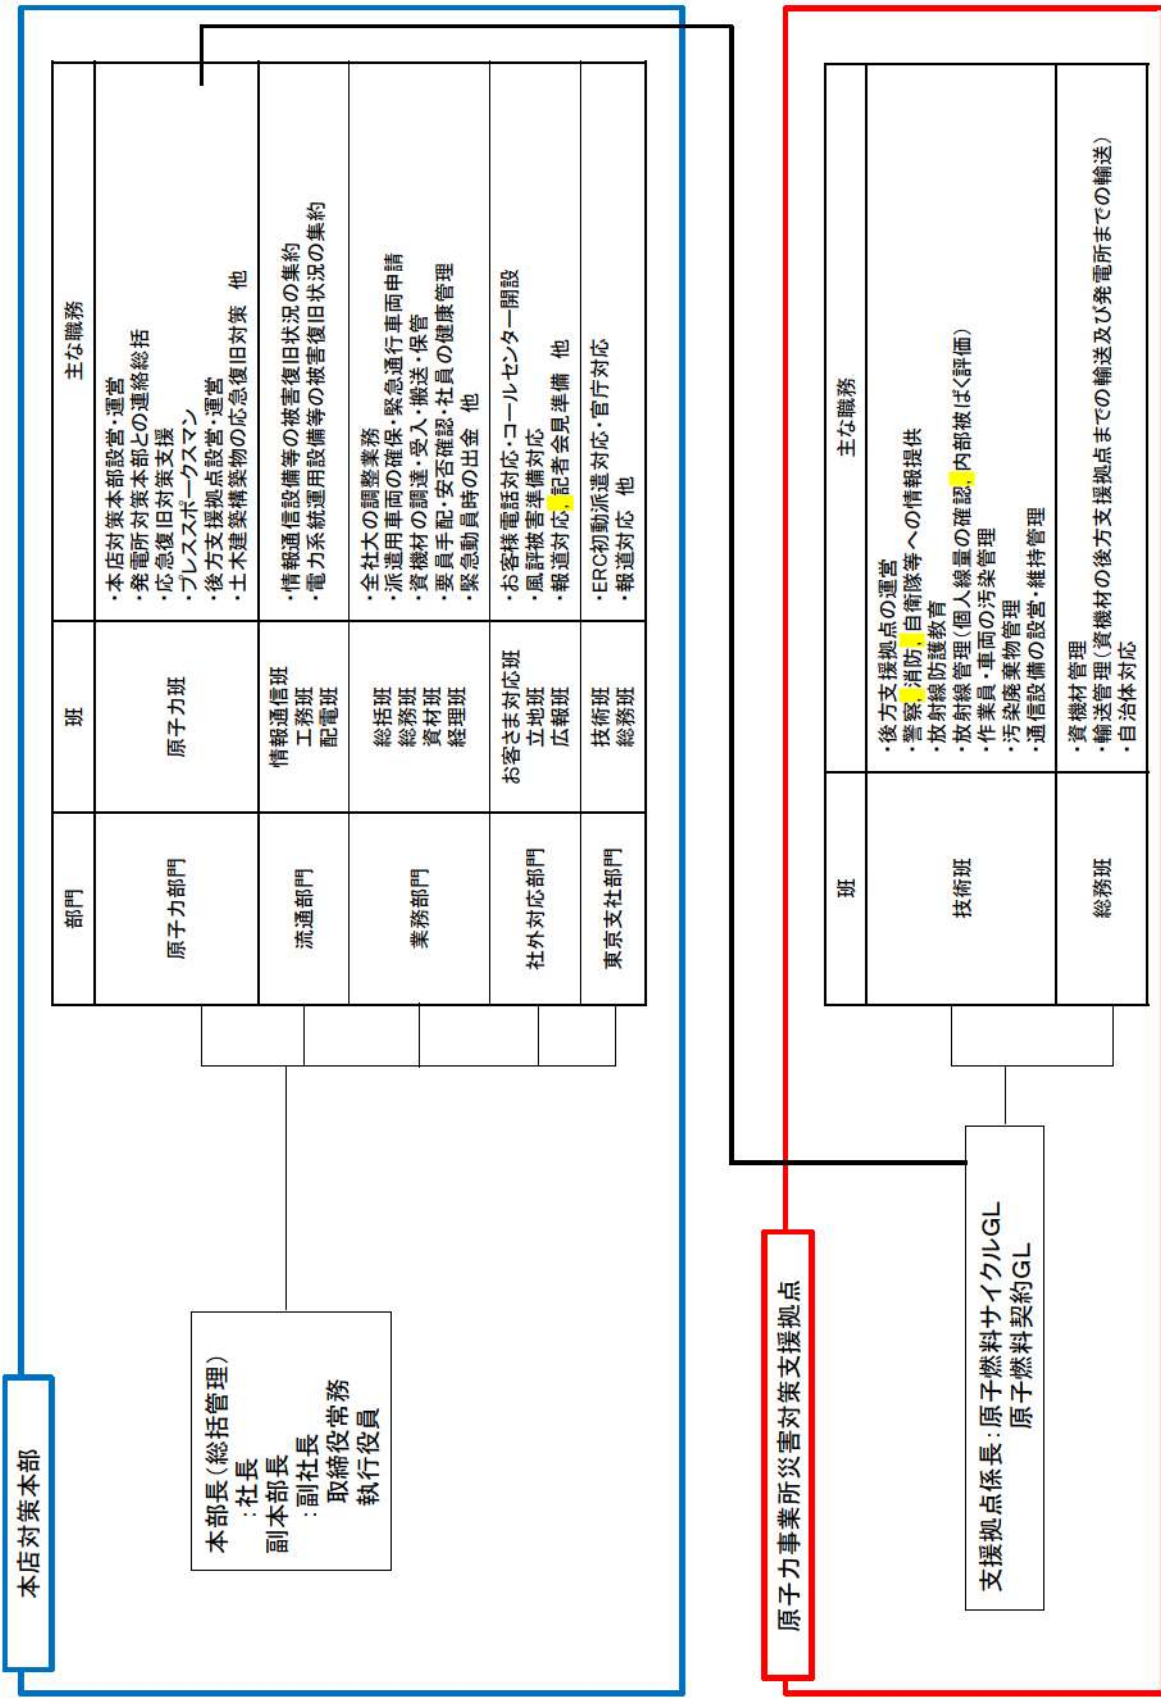 本店対策本部
本部長(総括管理)
:社長
副本部長
:副社長
取締役常務
執行役員
部門
班
主な職務
原子力部門
原子力班
・本店対策本部設営・運営
・発電所対策本部との連絡総括
・応急復旧対策支援
・プレススポークスマン
・後方支援拠点設営・運営
・土木建築構築物の応急復旧対策 他
流通部門
情報通信班
工務班
配電班
・情報通信設備等の被害復旧状況の集約
・電力系統運用設備等の被害復旧状況の集約
業務部門
総括班
総務班
資材班
経理班
・全社大の調整業務
・派遣用車両の確保・緊急通行車両申請
・資機材の調達・受入・搬送・保管
・要員手配・安否確認・社員の健康管理
・緊急動員時の出金 他
社外対応部門
お客さま対応班
立地班
広報班
・お客様電話対応・コールセンター開設
・風評被害準備対応
・報道対応,記者会見準備 他
東京支社部門
技術班
総務班
・ERC初動派遣対応・官庁対応
・報道対応 他
原子力事業所災害対策支援拠点
支援拠点係長:原子燃料サイクルGL
原子燃料契約GL
班
主な職務
技術班
・後方支援拠点の運営
・警察,消防,自衛隊等への情報提供
・放射線防護教育
・放射線管理(個人線量の確認,内部被ばく評価)
・作業員・車両の汚染管理
・汚染廃棄物管理
・通信設備の設営・維持管理
総務班
・資機材管理
・輸送管理(資機材の後方支援拠点までの輸送及び発電所までの輸送)
・自治体対応